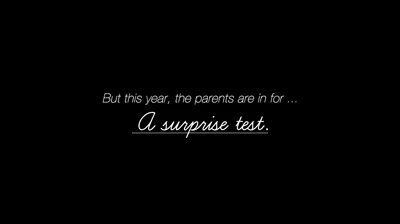 But this year, the parents are in for ...
A surprise test.